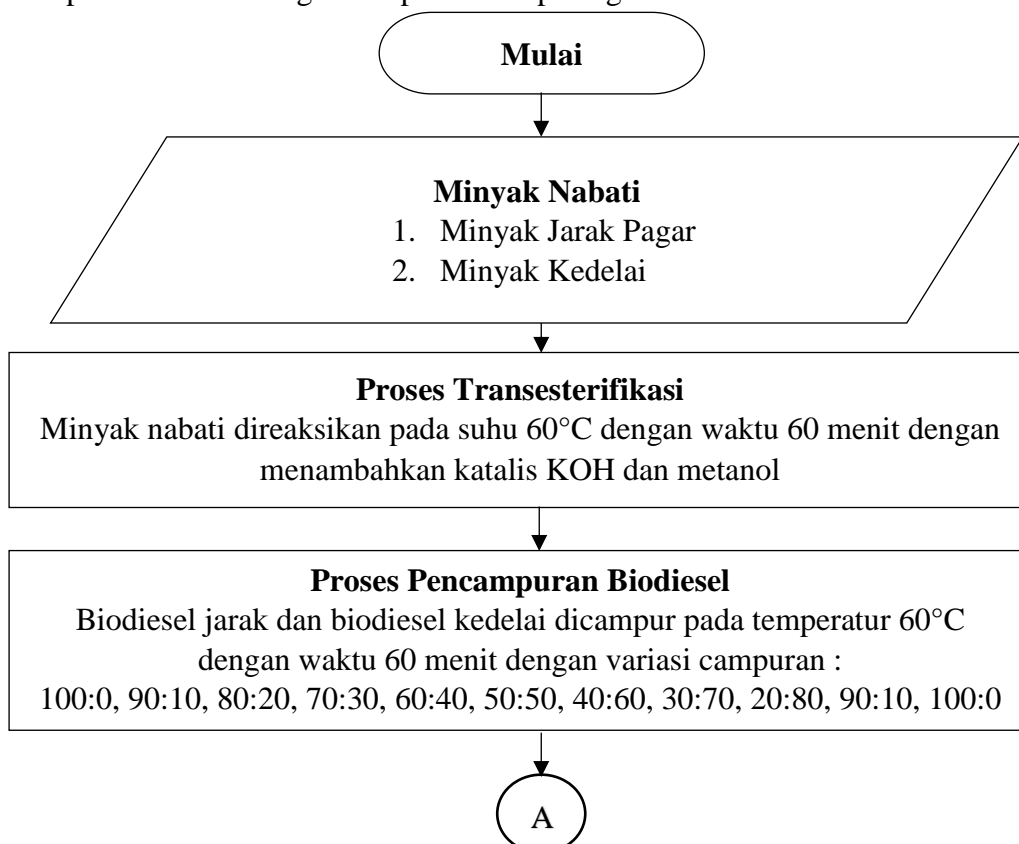 Mulai
Minyak Nabati
1. Minyak Jarak Pagar
2. Minyak Kedelai
Proses Transesterifikasi
Minyak nabati direaksikan pada suhu 60°C dengan waktu 60 menit dengan
menambahkan katalis KOH dan metanol
Proses Pencampuran Biodiesel
Biodiesel jarak dan biodiesel kedelai dicampur pada temperatur 60°C
dengan waktu 60 menit dengan variasi campuran :
100:0, 90:10, 80:20, 70:30, 60:40, 50:50, 40:60, 30:70, 20:80, 90:10, 100:0
A